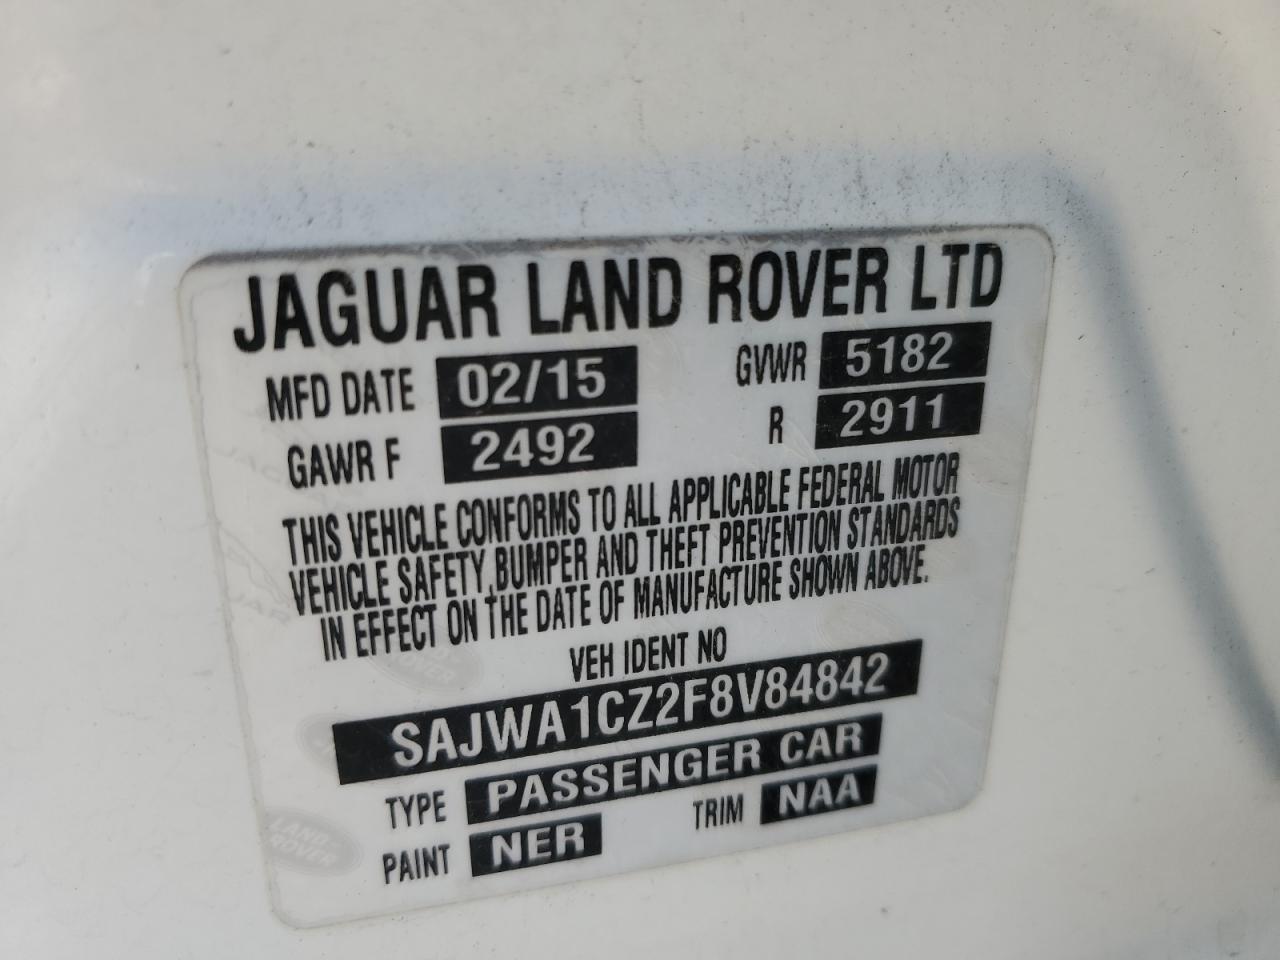 JAGUAR LAND ROVER LTD
MFD DATE 02/15 GVWR 5182
GAWR F 2492 R 2911
THIS VEHICLE CONFORMS TO ALL APPLICABLE FEDERAL MOTOR
VEHICLE SAFETY,BUMPER AND THEFT PREVENTION STANDARDS
IN EFFECT ON THE DATE OF MANUFACTURE SHOWN ABOVE.
VEH IDENT NO
SAJWA1CZ2F8V84842
TYPE PASSENGER CAR
PAINT NER TRIM NAA
LAND
ROVER